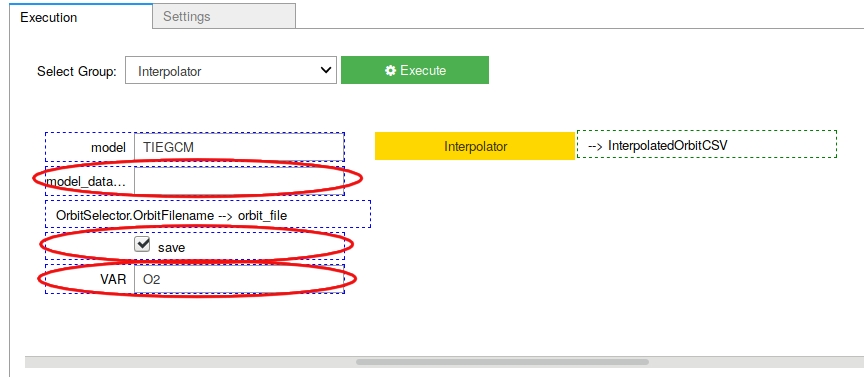 Execution
Settings
Select Group:
Interpolator
Execute
model
TIEGCM
Interpolator
--> InterpolatedOrbitCSV
model_data...
OrbitSelector.OrbitFilename --> orbit_file
save
VAR
O2